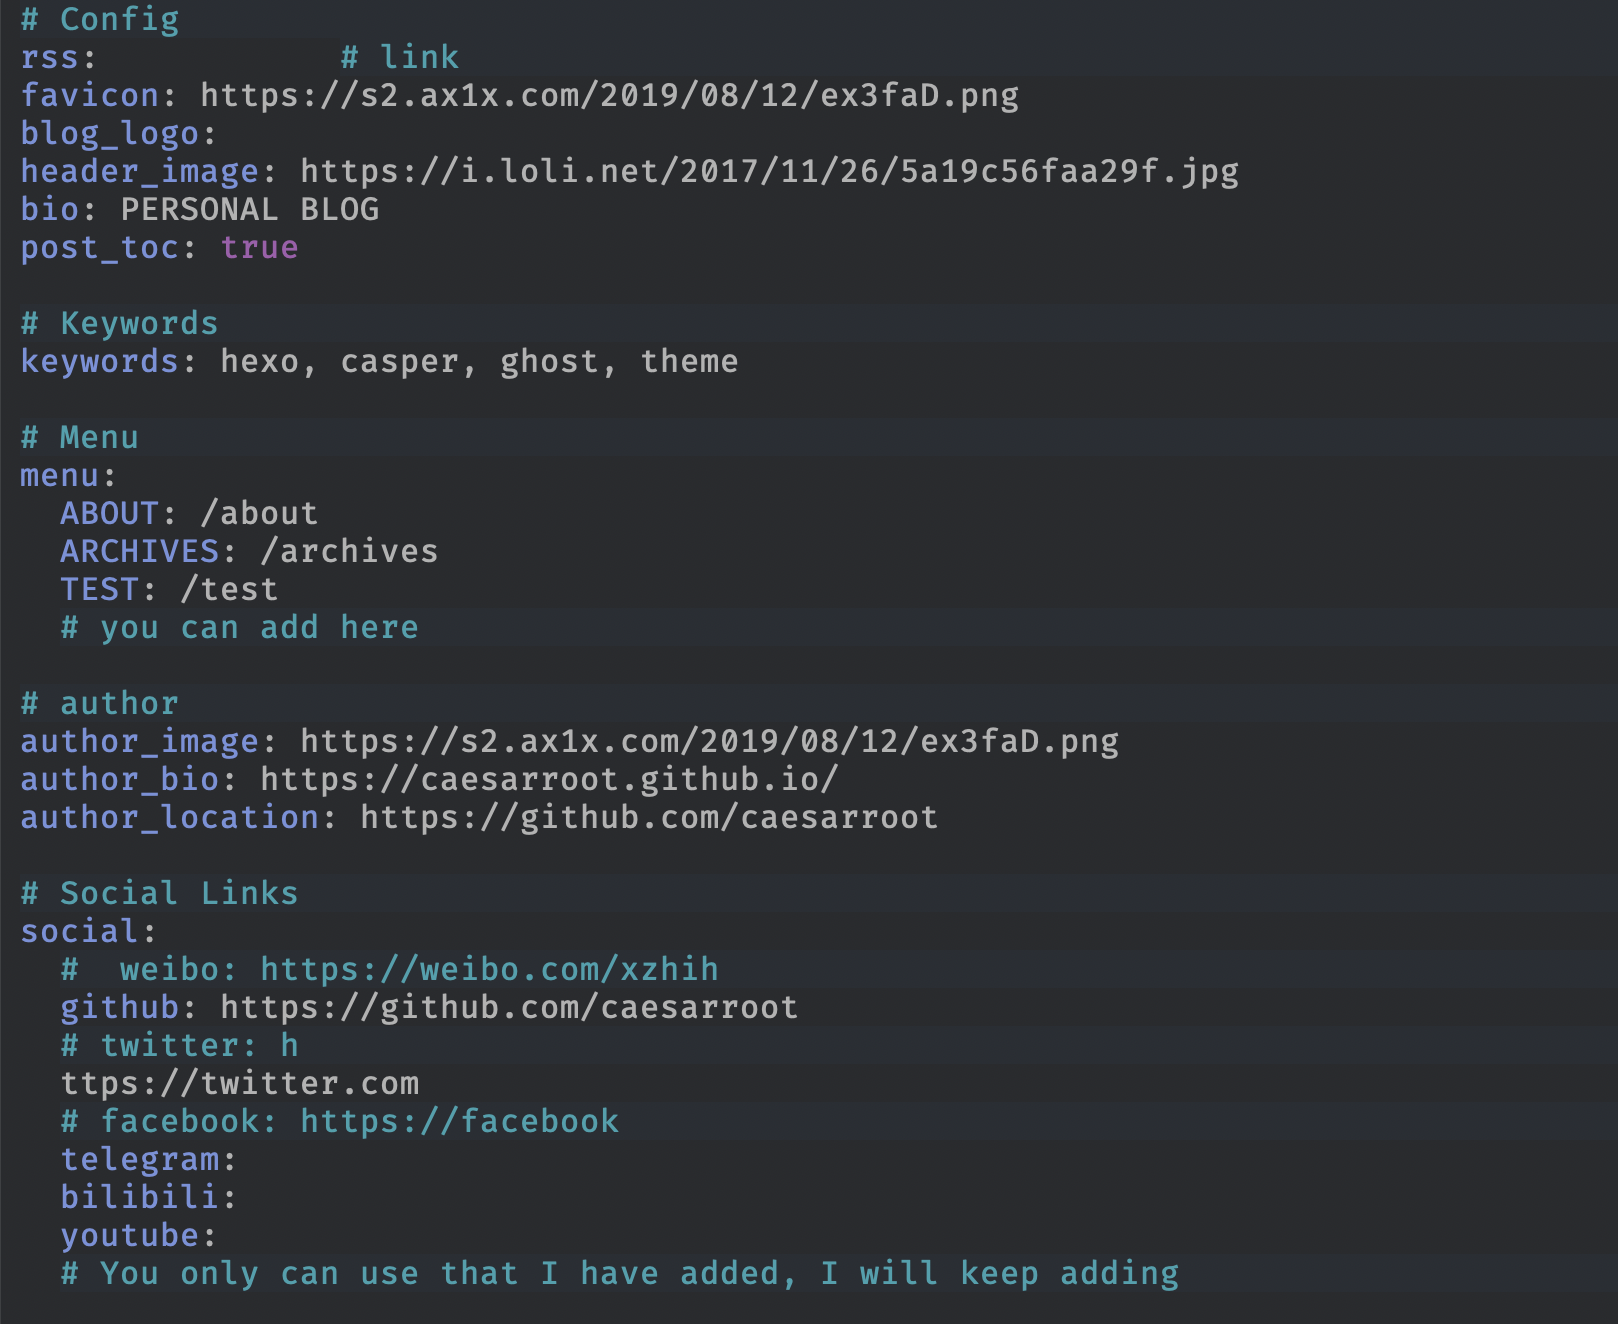 # Config
rss:            # link
favicon: https://s2.ax1x.com/2019/08/12/ex3faD.png
blog_logo:
header_image: https://i.loli.net/2017/11/26/5a19c56faa29f.jpg
bio: PERSONAL BLOG
post_toc: true

# Keywords
keywords: hexo, casper, ghost, theme

# Menu
menu:
  ABOUT: /about
  ARCHIVES: /archives
  TEST: /test
  # you can add here

# author
author_image: https://s2.ax1x.com/2019/08/12/ex3faD.png
author_bio: https://caesarroot.github.io/
author_location: https://github.com/caesarroot

# Social Links
social:
  #  weibo: https://weibo.com/xzhih
  github: https://github.com/caesarroot
  # twitter: h
  ttps://twitter.com
  # facebook: https://facebook
  telegram:
  bilibili:
  youtube:
  # You only can use that I have added, I will keep adding